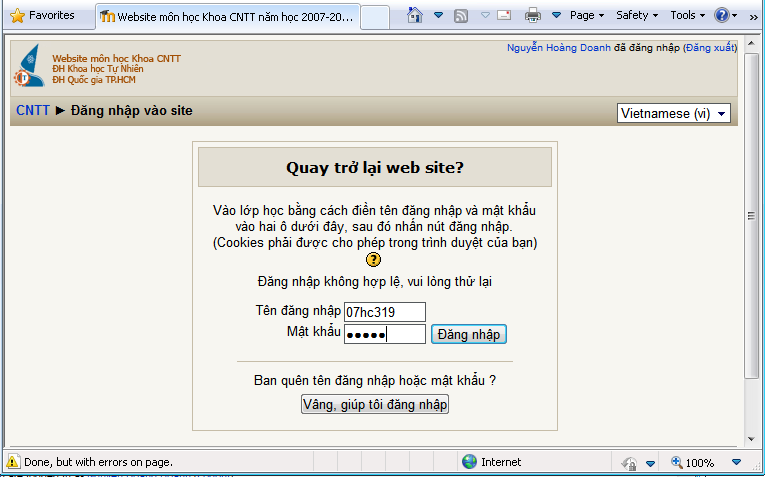 Favorites
Website môn học Khoa CNTT năm học 2007-20...
Page
Safety
Tools
»
Nguyễn Hoàng Doanh đã đăng nhập (Đăng xuất)
Website môn học Khoa CNTT
ĐH Khoa học Tự Nhiên
ĐH Quốc gia TP.HCM
CNTT ► Đăng nhập vào site
Vietnamese (vi)
Quay trở lại web site?
Vào lớp học bằng cách điền tên đăng nhập và mật khẩu
vào hai ô dưới đây, sau đó nhấn nút đăng nhập.
(Cookies phải được cho phép trong trình duyệt của bạn)
?
Đăng nhập không hợp lệ, vui lòng thử lại
Tên đăng nhập 07hc319
Mật khẩu ●●●●● Đăng nhập
Ban quên tên đăng nhập hoặc mật khẩu ?
Vâng, giúp tôi đăng nhập
Done, but with errors on page.
Internet
100%